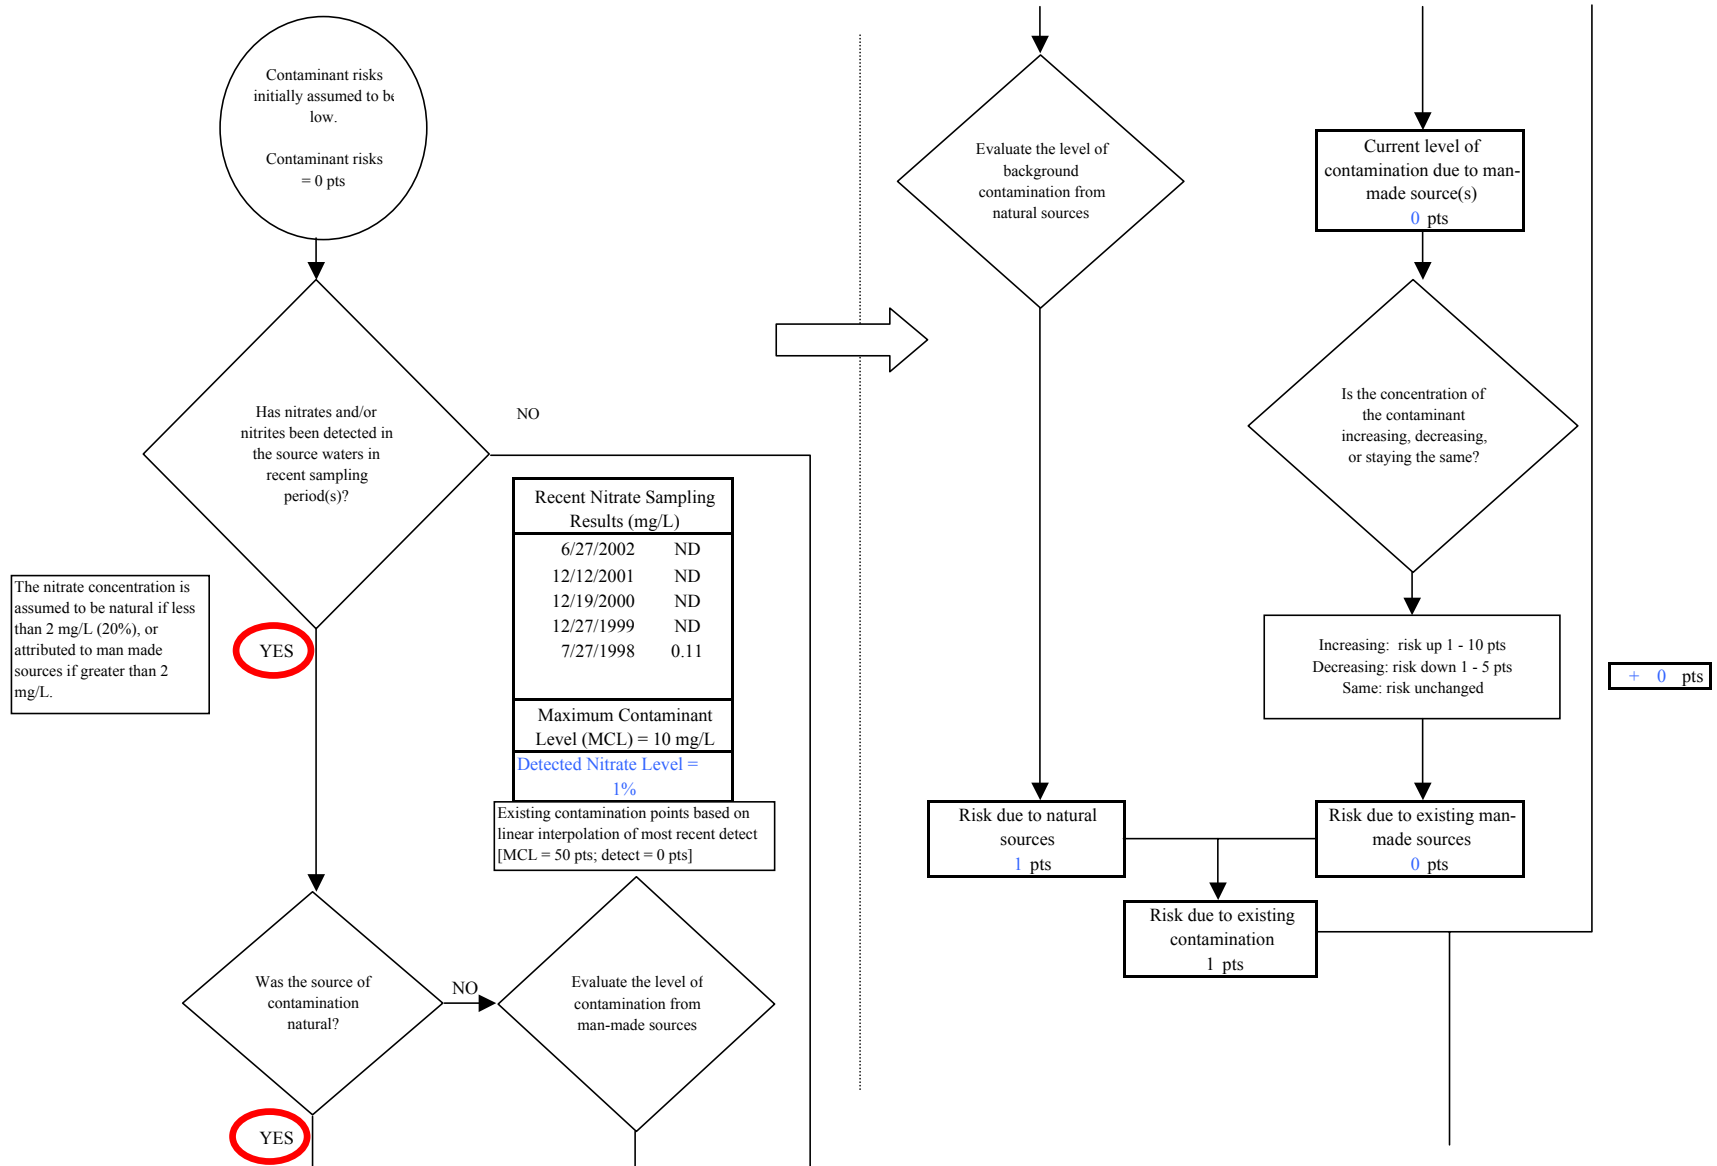 Contaminant risks
initially assumed to be
low.
Contaminant risks
= 0 pts
Has nitrates and/or
nitrites been detected in
the source waters in
recent sampling
period(s)?
NO
Recent Nitrate Sampling
Results (mg/L)
6/27/2002 ND
12/12/2001 ND
12/19/2000 ND
12/27/1999 ND
7/27/1998 0.11
Maximum Contaminant
Level (MCL) = 10 mg/L
Detected Nitrate Level =
1%
Existing contamination points based on
linear interpolation of most recent detect
[MCL = 50 pts; detect = 0 pts]
The nitrate concentration is
assumed to be natural if less
than 2 mg/L (20%), or
attributed to man made
sources if greater than 2
mg/L.
YES
Was the source of
contamination
natural?
NO
Evaluate the level of
contamination from
man-made sources
YES
Evaluate the level of
background
contamination from
natural sources
Current level of
contamination due to man-
made source(s)
0 pts
Is the concentration of
the contaminant
increasing, decreasing,
or staying the same?
Increasing: risk up 1 - 10 pts
Decreasing: risk down 1 - 5 pts
Same: risk unchanged
+ 0 pts
Risk due to natural
sources
1 pts
Risk due to existing man-
made sources
0 pts
Risk due to existing
contamination
1 pts